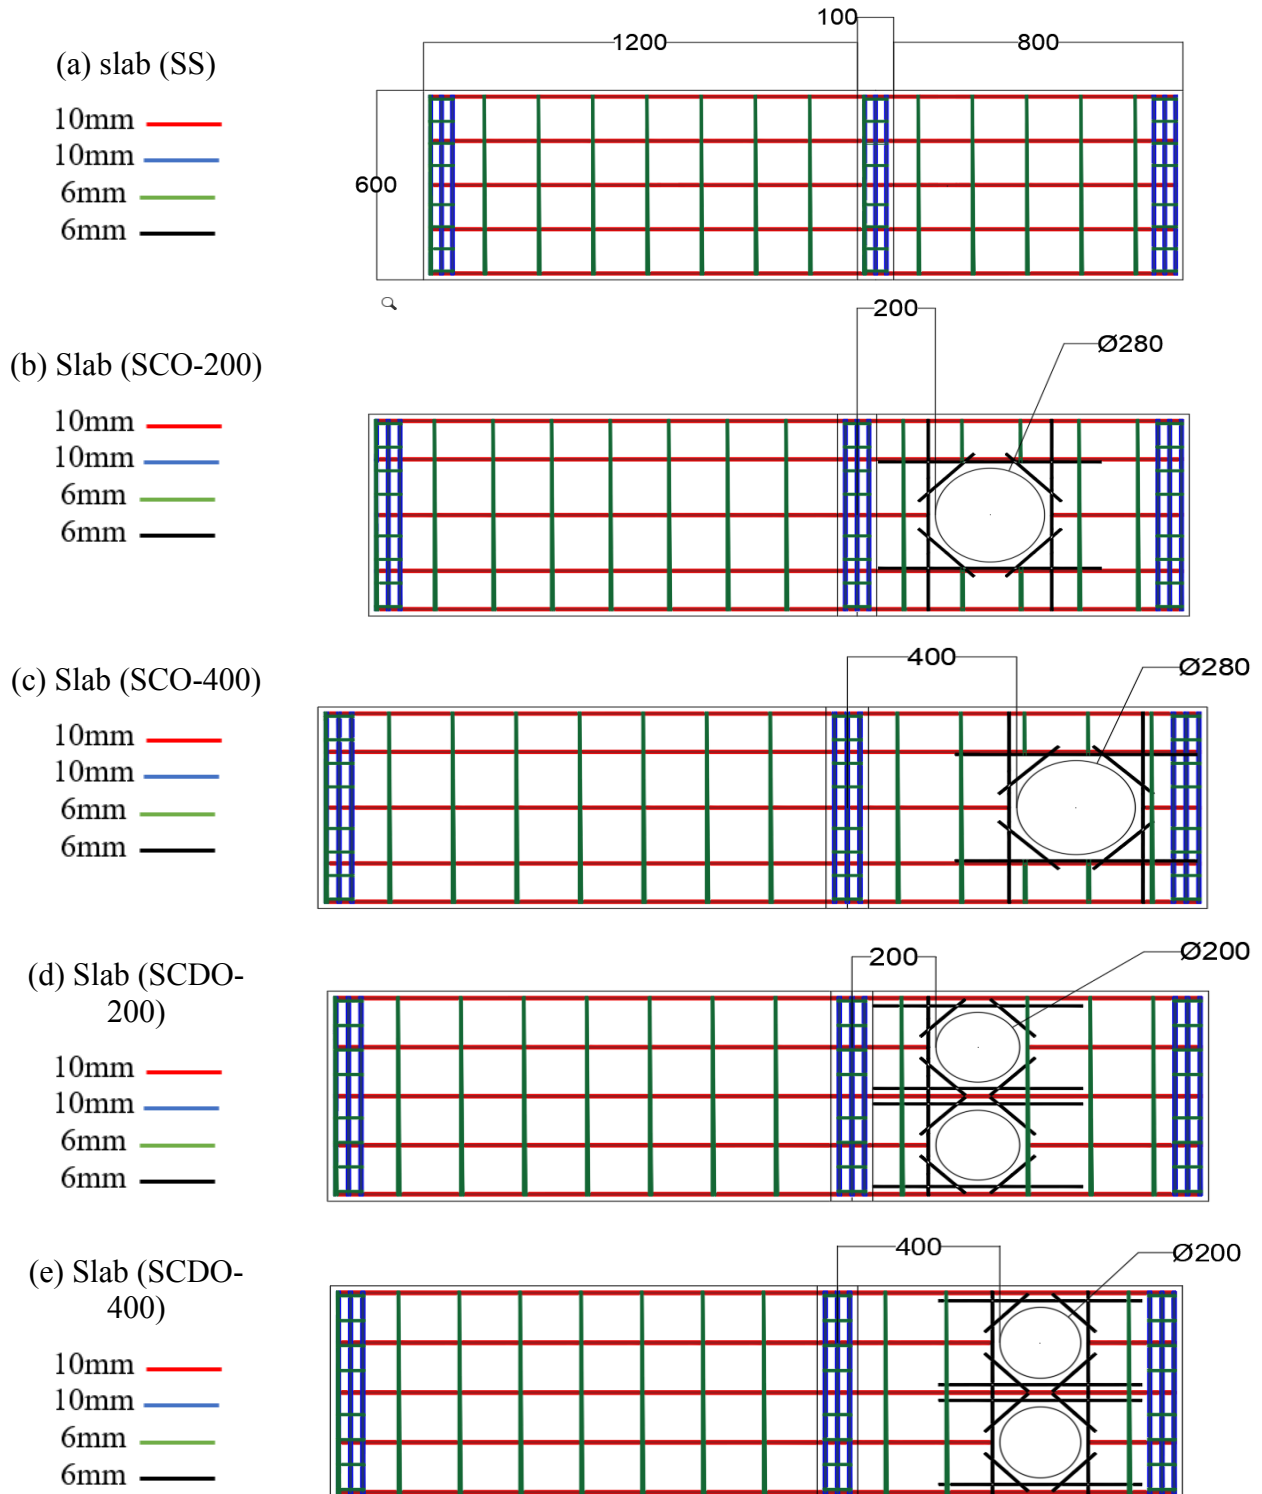 (a) slab (SS)
10mm
10mm
6mm
6mm
100
1200
800
600
(b) Slab (SCO-200)
10mm
10mm
6mm
6mm
200
Ø280
(c) Slab (SCO-400)
10mm
10mm
6mm
6mm
400
Ø280
(d) Slab (SCDO-
200)
10mm
10mm
6mm
6mm
200
Ø200
(e) Slab (SCDO-
400)
10mm
10mm
6mm
6mm
400
Ø200